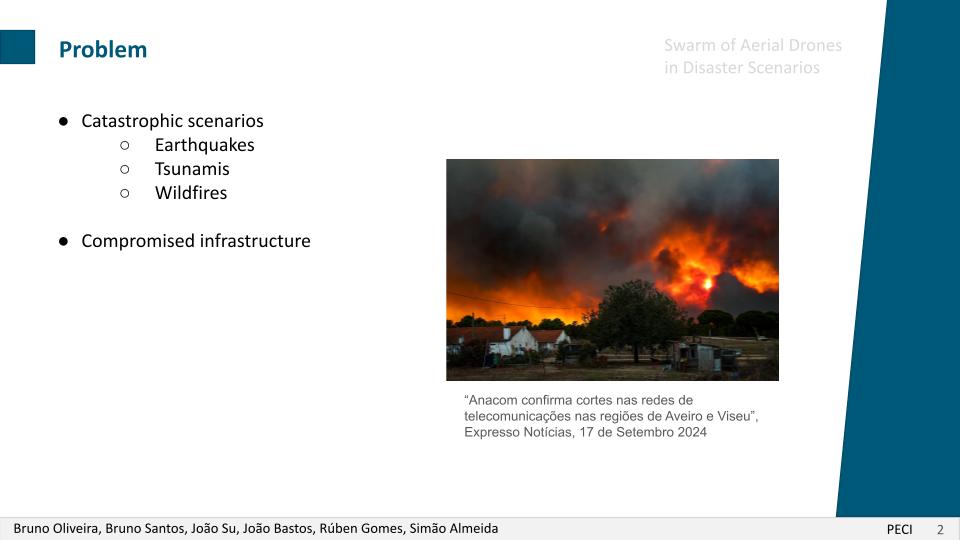 Problem
Swarm of Aerial Drones
in Disaster Scenarios
● Catastrophic scenarios
○ Earthquakes
○ Tsunamis
○ Wildfires
● Compromised infrastructure
“Anacom confirma cortes nas redes de
telecomunicações nas regiões de Aveiro e Viseu”,
Expresso Notícias, 17 de Setembro 2024
Bruno Oliveira, Bruno Santos, João Su, João Bastos, Rúben Gomes, Simão Almeida
PECI 2